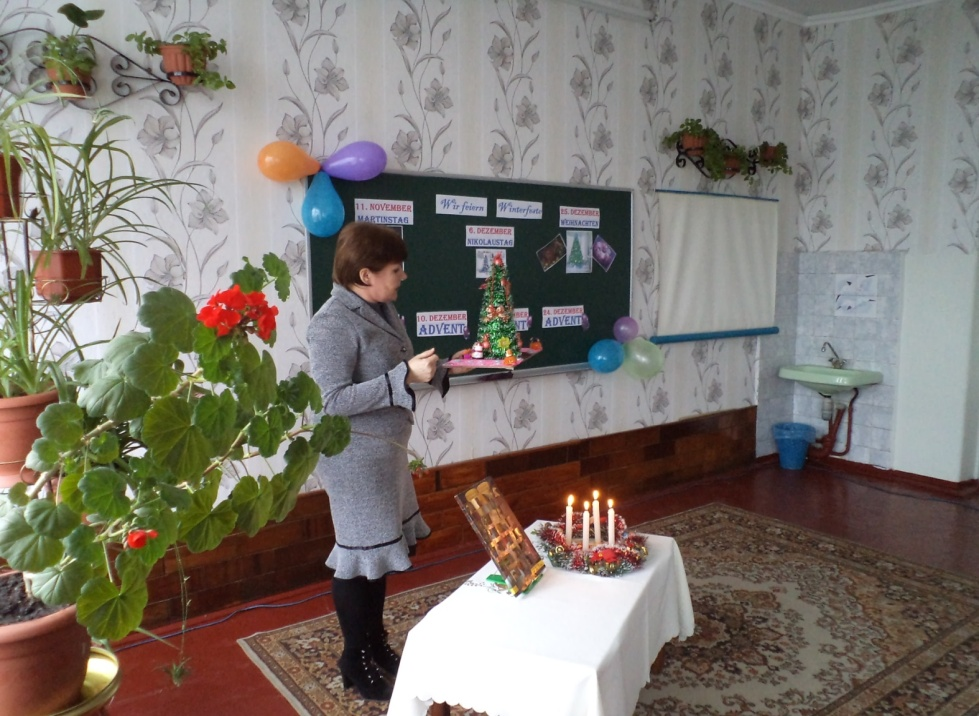 11. NOVEMBER
MARTINSTAG
Wir feiern
Winterfeste
6. DEZEMBER
NIKOLAUSTAG
25. DEZEMBER
WEIHNACHTEN
10. DEZEMBER
ADVENT
24. DEZEMBER
ADVENT